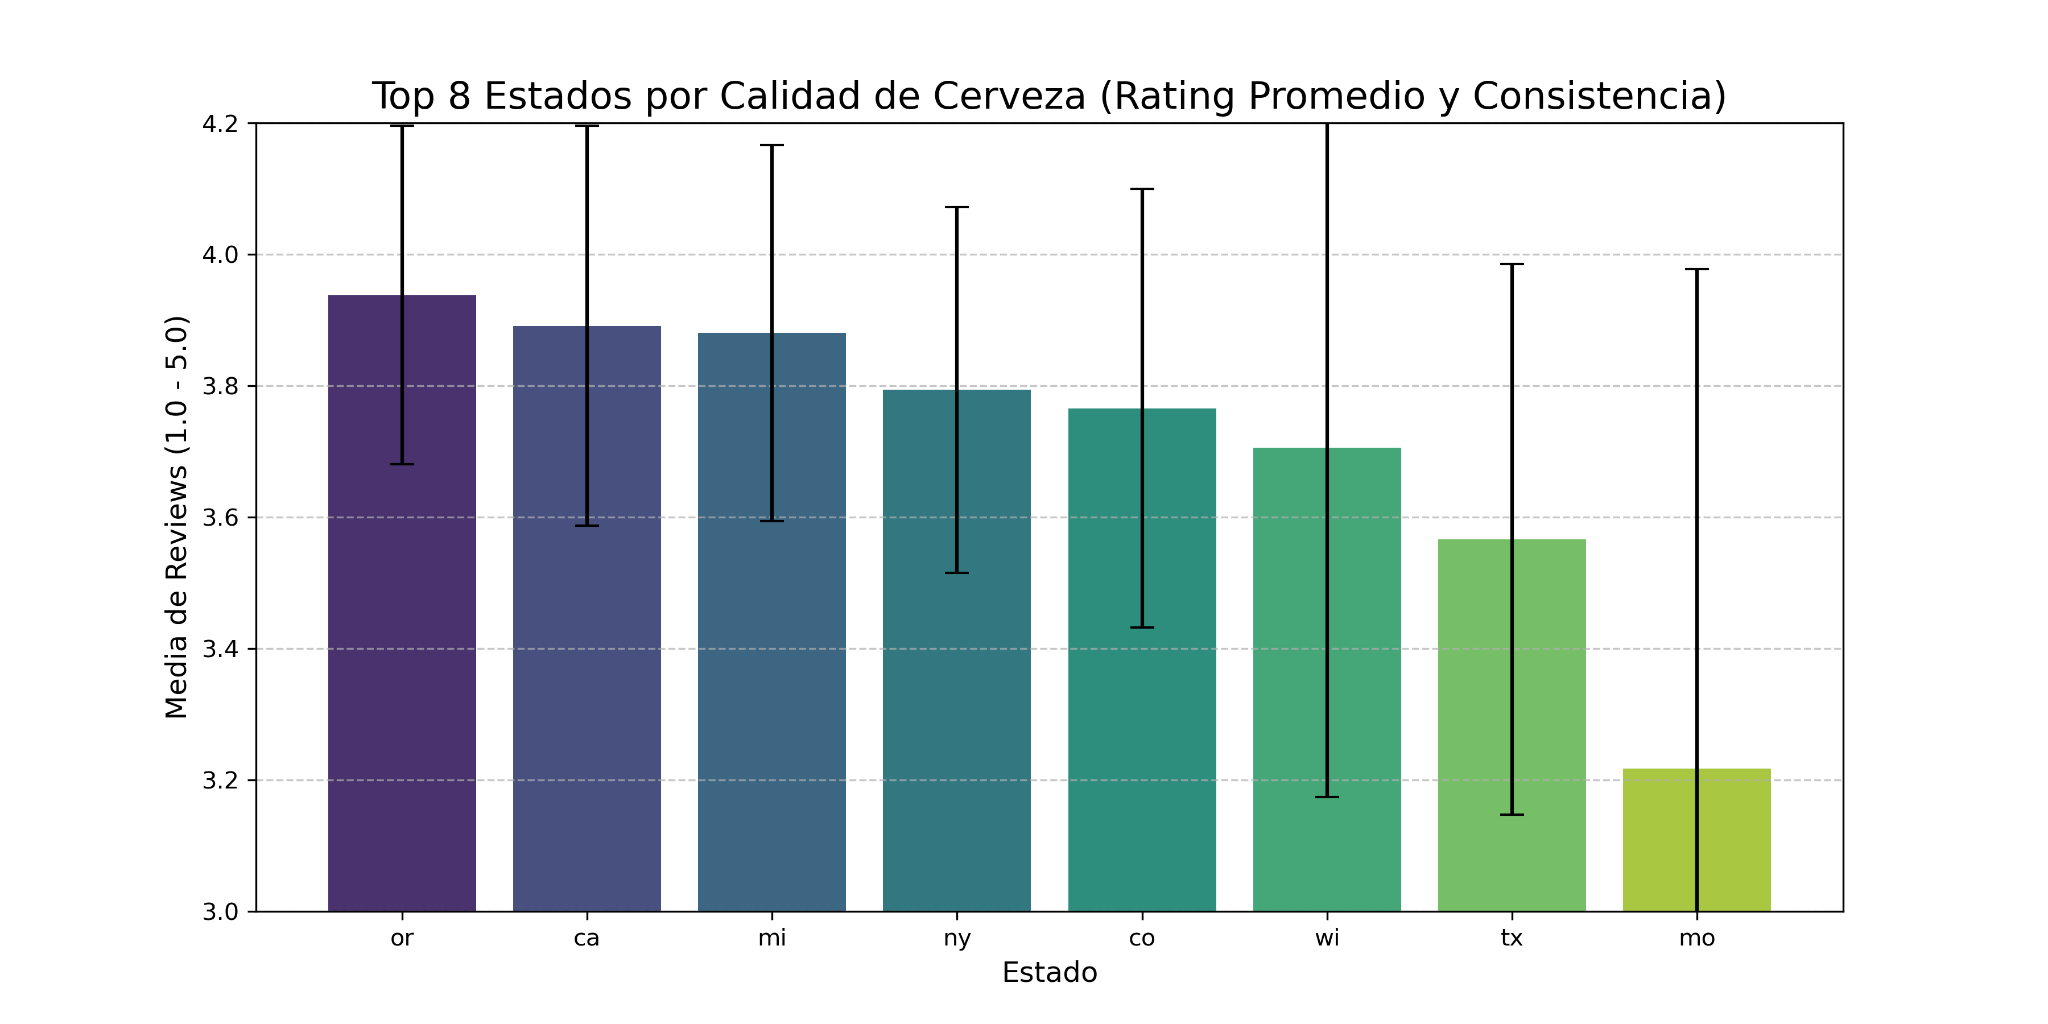 Top 8 Estados por Calidad de Cerveza (Rating Promedio y Consistencia)
Media de Reviews (1.0 - 5.0)
4.2
4.0
3.8
3.6
3.4
3.2
3.0
or ca mi ny co wi tx mo
Estado